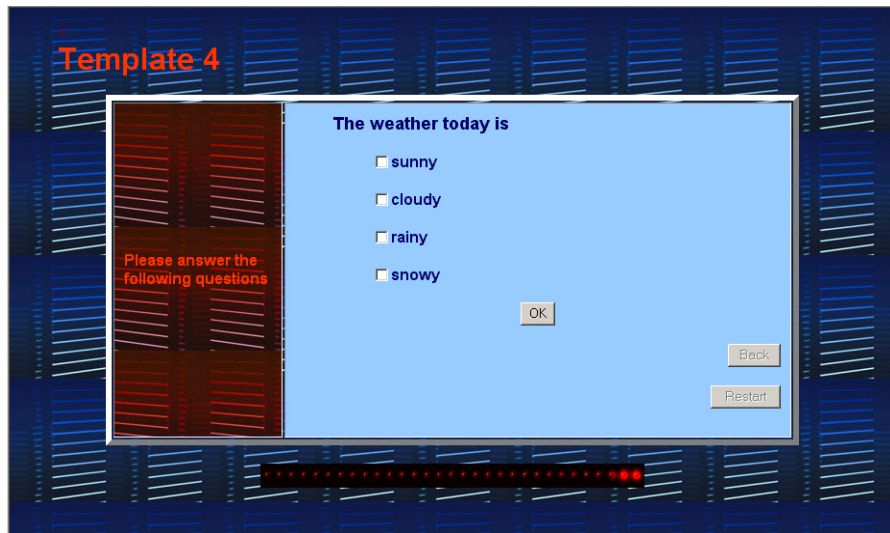 Template 4
The weather today is
sunny
cloudy
rainy
snowy
Please answer the
following questions
OK
Back
Restart